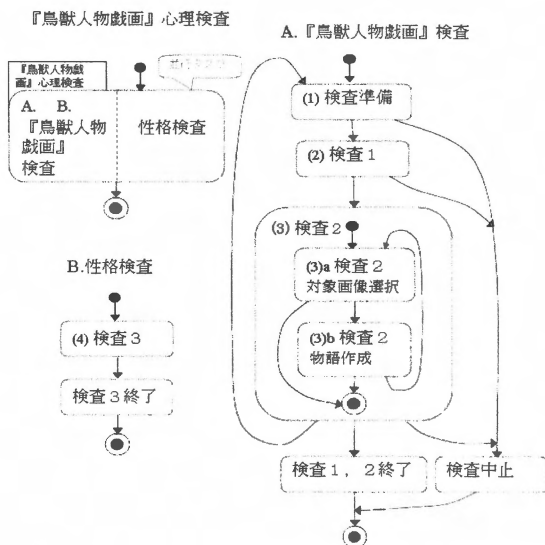 『鳥獣人物戯画』心理検査
『鳥獣人物戯
画』心理検査
A. B.
『鳥獣人物
戯画』
検査
性格検査
B.性格検査
(4) 検査3
検査3終了
A.『鳥獣人物戯画』検査
(1) 検査準備
(2) 検査1
(3) 検査2
(3)a 検査2
対象画像選択
(3)b 検査2
物語作成
検査1，2終了
検査中止